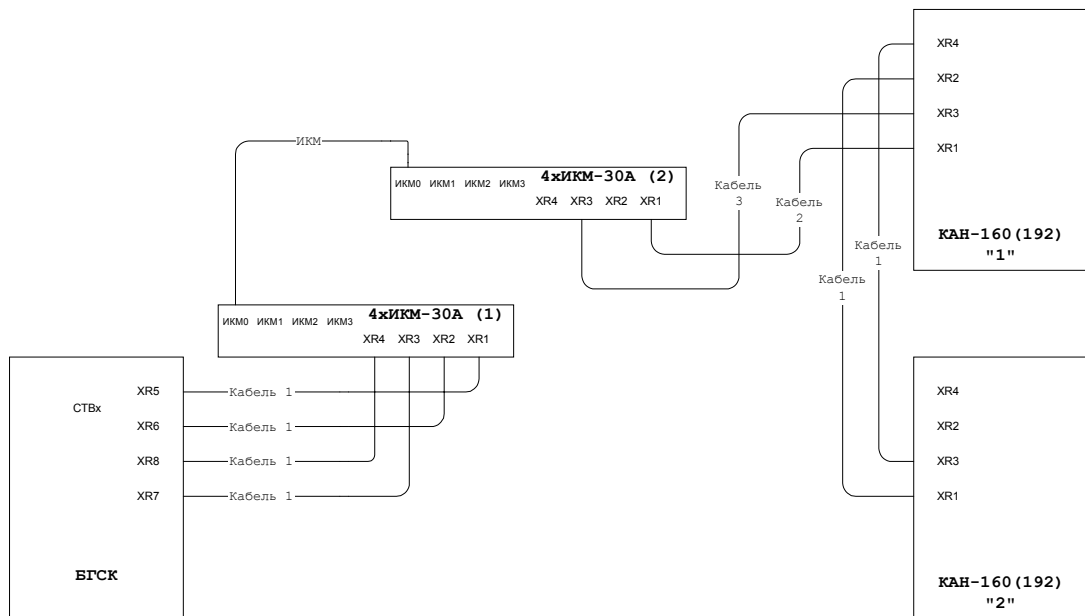 XR4
XR2
XR3
XR1
КАН-160(192)
"1"
ИКМ
4хИКМ-30А (2)
ИКМ0 ИКМ1 ИКМ2 ИКМ3
XR4 XR3 XR2 XR1
Кабель
3
Кабель
2
Кабель
1
Кабель
1
4хИКМ-30А (1)
ИКМ0 ИКМ1 ИКМ2 ИКМ3
XR4 XR3 XR2 XR1
СТВх
XR5
XR6
XR8
XR7
Кабель 1
Кабель 1
Кабель 1
Кабель 1
БГСК
XR4
XR2
XR3
XR1
КАН-160(192)
"2"